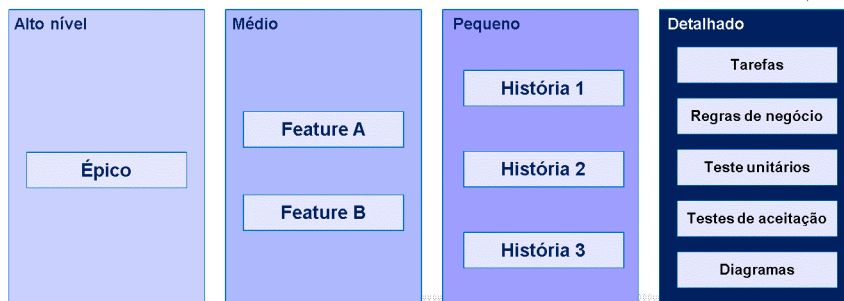 Alto nível
Épico
Médio
Feature A
Feature B
Pequeno
História 1
História 2
História 3
Detalhado
Tarefas
Regras de negócio
Teste unitários
Testes de aceitação
Diagramas